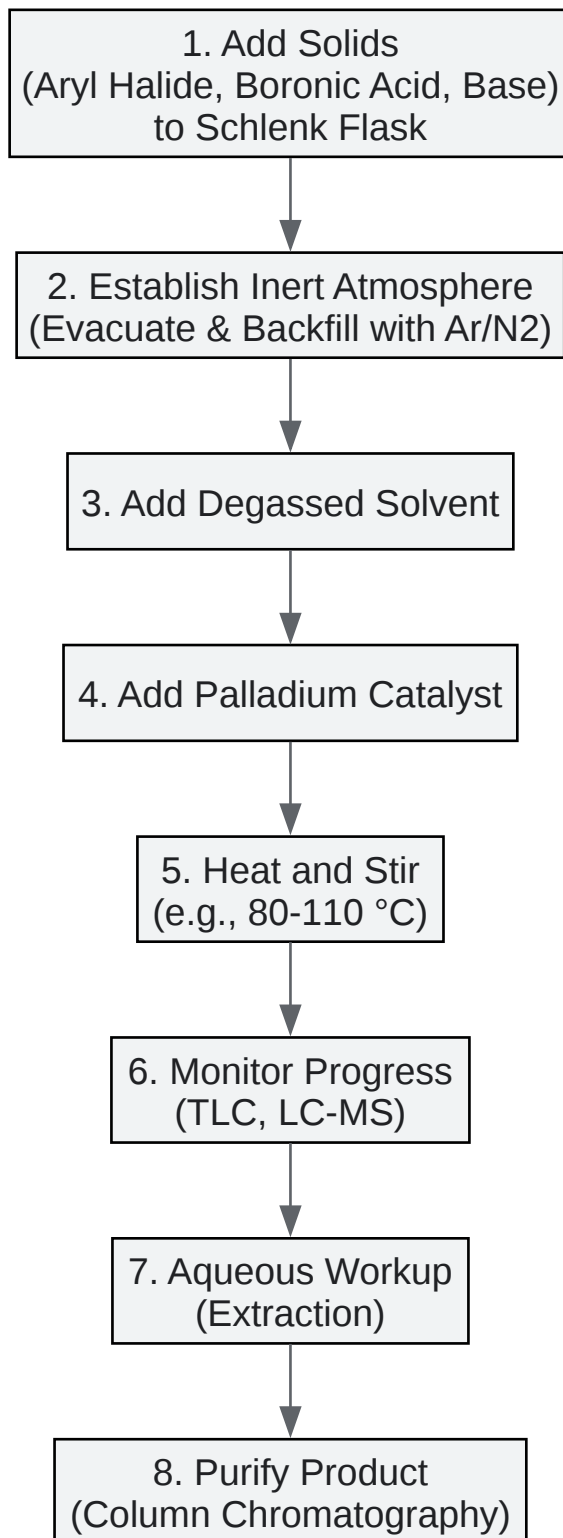 1. Add Solids
(Aryl Halide, Boronic Acid, Base)
to Schlenk Flask
2. Establish Inert Atmosphere
(Evacuate & Backfill with Ar/N2)
3. Add Degassed Solvent
4. Add Palladium Catalyst
5. Heat and Stir
(e.g., 80-110 °C)
6. Monitor Progress
(TLC, LC-MS)
7. Aqueous Workup
(Extraction)
8. Purify Product
(Column Chromatography)